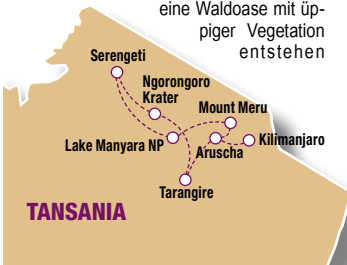 eine Waldoase mit üp-
piger Vegetation
entstehen
Serengeti
Ngorongoro
Krater
Mount Meru
Lake Manyara NP
Aruscha
Kilimanjaro
Tarangire
TANSANIA